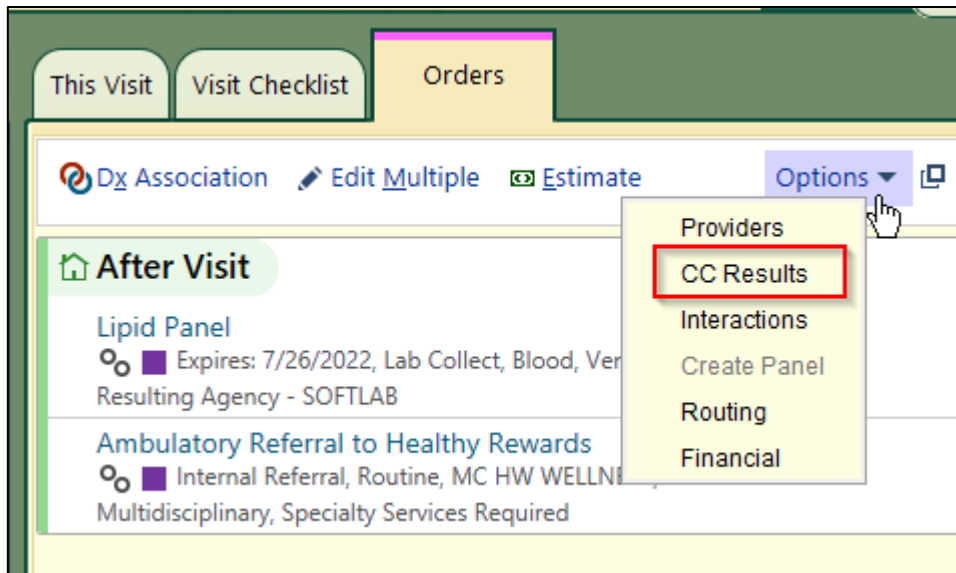 This Visit
Visit Checklist
Orders
Dx Association
Edit Multiple
Estimate
Options
Providers
CC Results
Interactions
Create Panel
Routing
Financial
After Visit
Lipid Panel
Expires: 7/26/2022, Lab Collect, Blood, Ver
Resulting Agency - SOFTLAB
Ambulatory Referral to Healthy Rewards
Internal Referral, Routine, MC HW WELLN
Multidisciplinary, Specialty Services Required